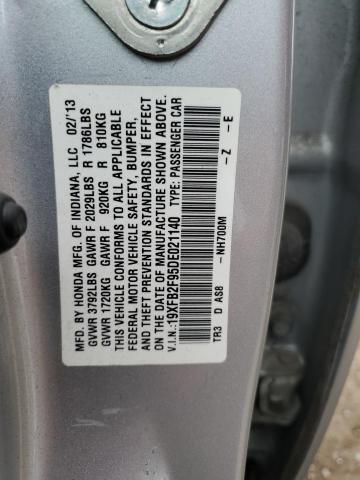 MFD. BY HONDA MFG. OF INDIANA, LLC 02/13
GVWR 3792LBS GAWR F 2029LBS R 1786LBS
GVWR 1720KG GAWR F 920KG R 810KG
THIS VEHICLE CONFORMS TO ALL APPLICABLE
FEDERAL MOTOR VEHICLE SAFETY, BUMPER,
AND THEFT PREVENTION STANDARDS IN EFFECT
ON THE DATE OF MANUFACTURE SHOWN ABOVE.
V.I.N.:19XFB2F95DE021140 TYPE: PASSENGER CAR
TR3 D AS8 -NH700M -Z -E